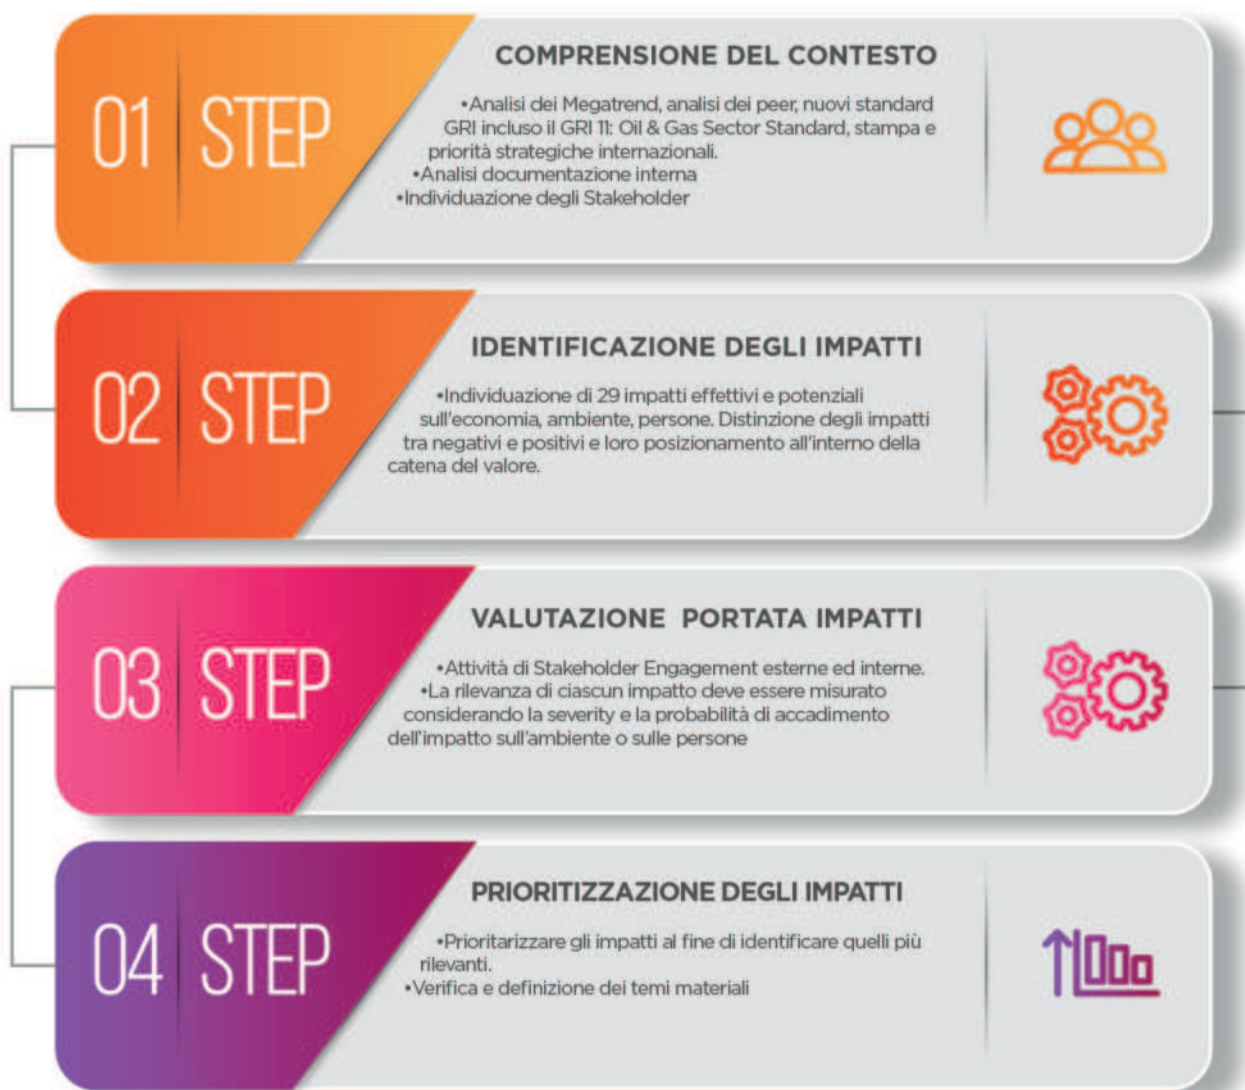 01 STEP
COMPRENSIONE DEL CONTESTO
•Analisi dei Megatrend, analisi dei peer, nuovi standard
GRI incluso il GRI 11: Oil & Gas Sector Standard, stampa e
priorità strategiche internazionali.
•Analisi documentazione interna
•Individuazione degli Stakeholder
02 STEP
IDENTIFICAZIONE DEGLI IMPATTI
•Individuazione di 29 impatti effettivi e potenziali
sull'economia, ambiente, persone. Distinzione degli impatti
tra negativi e positivi e loro posizionamento all'interno della
catena del valore.
03 STEP
VALUTAZIONE PORTATA IMPATTI
•Attività di Stakeholder Engagement esterne ed interne.
•La rilevanza di ciascun impatto deve essere misurato
considerando la severity e la probabilità di accadimento
dell'impatto sull'ambiente o sulle persone
04 STEP
PRIORITIZZAZIONE DEGLI IMPATTI
•Prioritarizzare gli impatti al fine di identificare quelli più
rilevanti.
•Verifica e definizione dei temi materiali